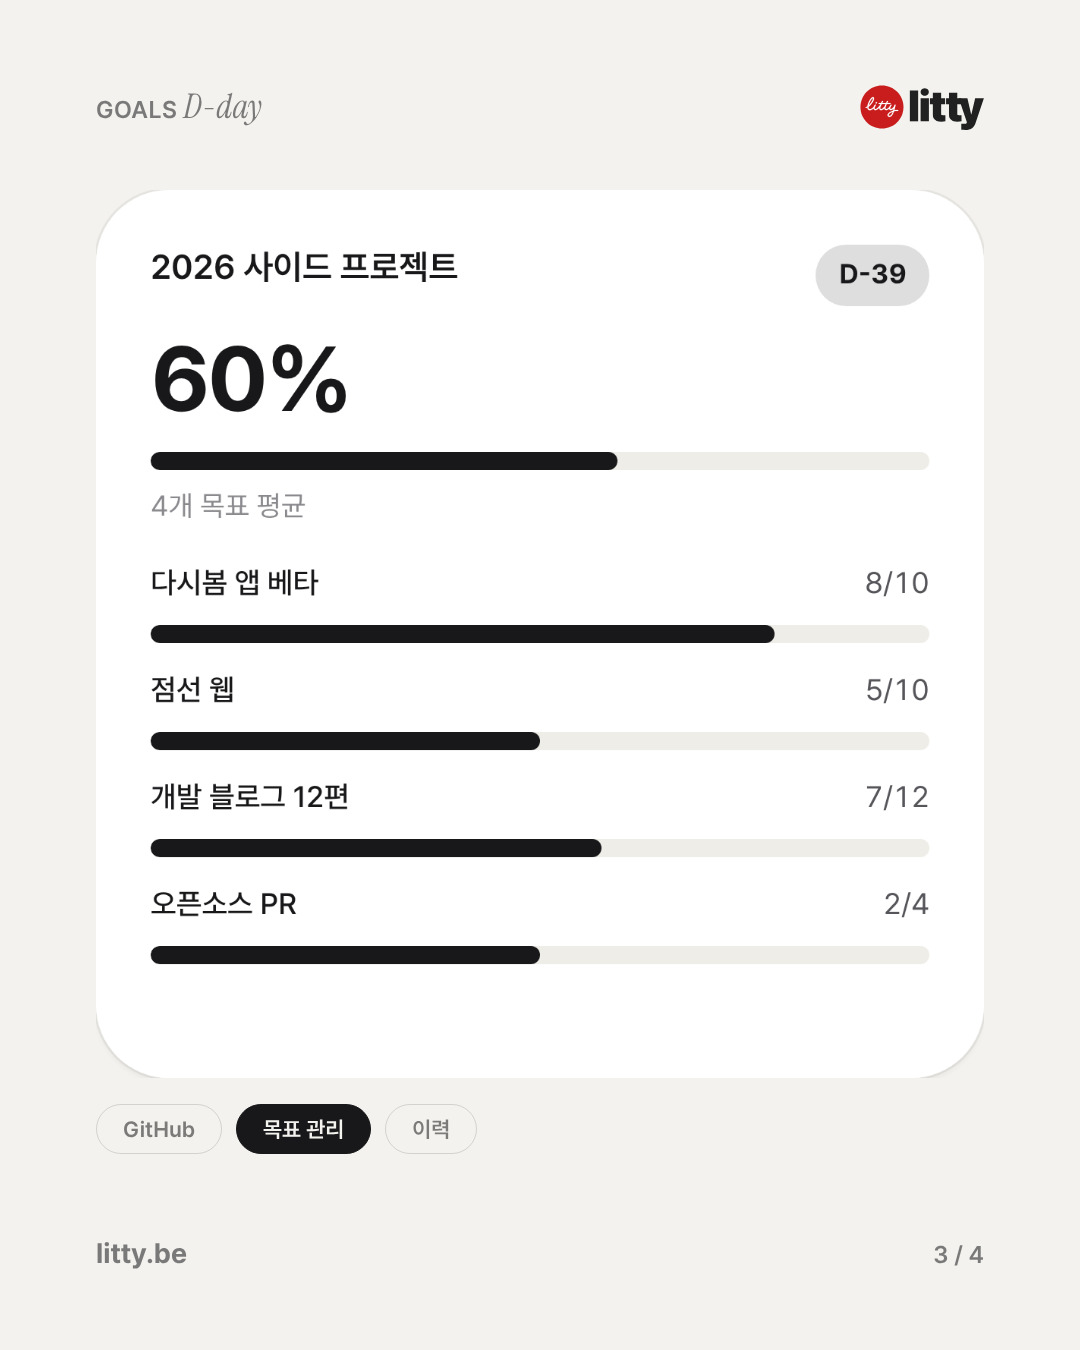 GOALS D-day
litty litty
2026 사이드 프로젝트
D-39
60%
4개 목표 평균
다시봄 앱 베타 8/10
점선 웹 5/10
개발 블로그 12편 7/12
오픈소스 PR 2/4
GitHub 목표 관리 이력
litty.be 3 / 4